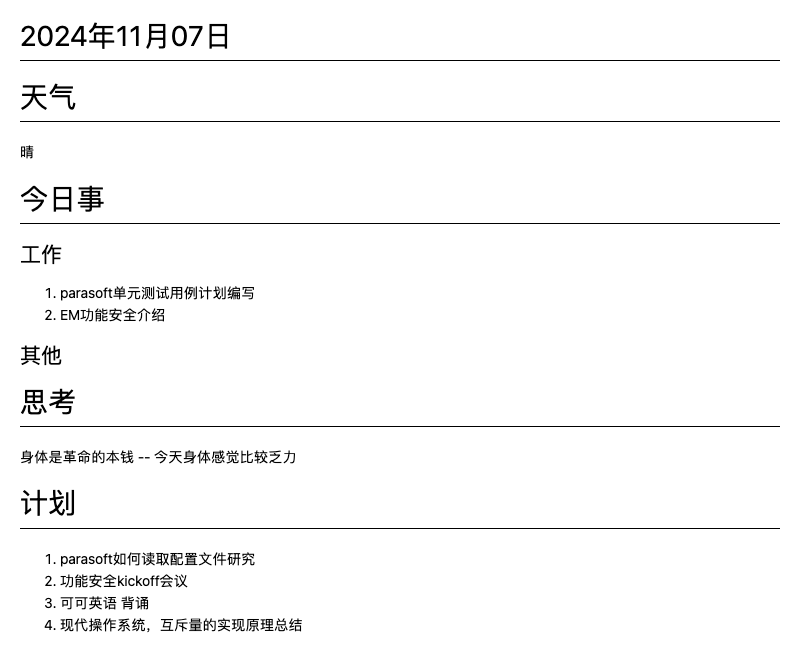 2024年11月07日
天气
晴
今日事
工作
1. parasoft单元测试用例计划编写
2. EM功能安全介绍
其他
思考
身体是革命的本钱 -- 今天身体感觉比较乏力
计划
1. parasoft如何读取配置文件研究
2. 功能安全kickoff会议
3. 可可英语 背诵
4. 现代操作系统，互斥量的实现原理总结